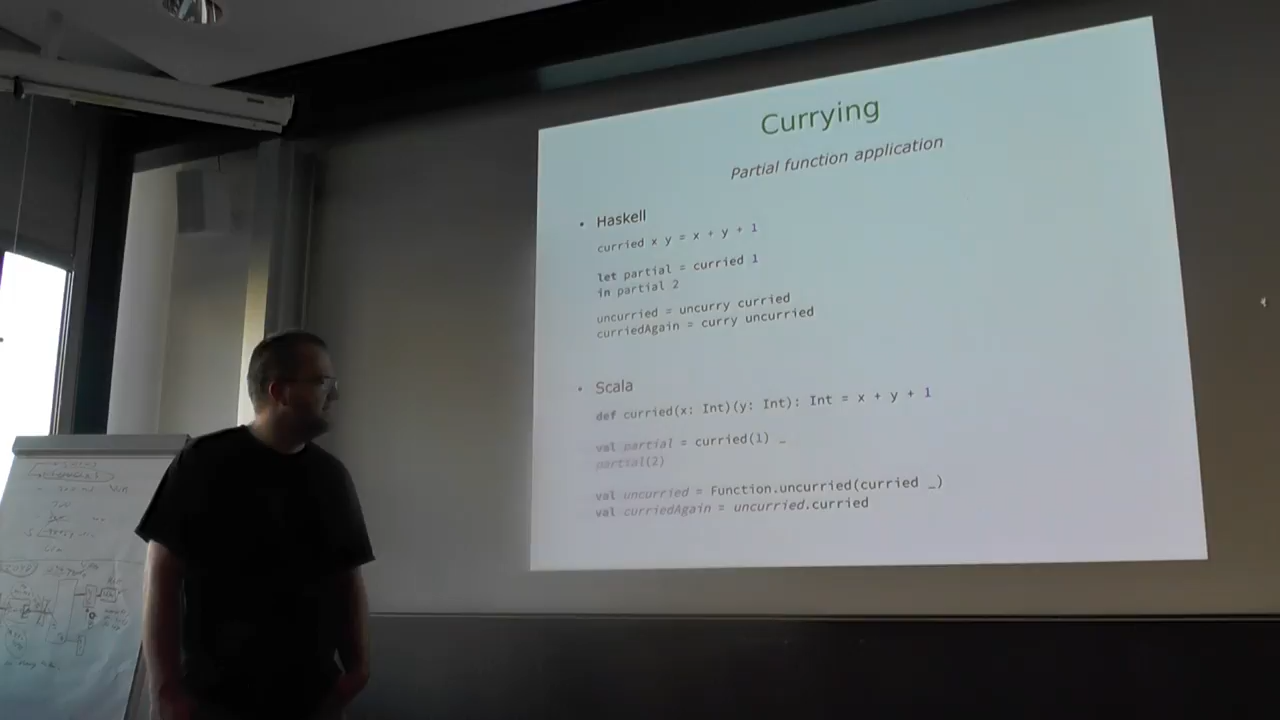 Currying
Partial function application
• Haskell
curried x y = x + y + 1
let partial = curried 1
in partial 2
uncurried = uncurry curried
curriedAgain = curry uncurried
• Scala
def curried(x: Int)(y: Int): Int = x + y + 1
val partial = curried(1) _
partial(2)
val uncurried = Function.uncurried(curried _)
val curriedAgain = uncurried.curried